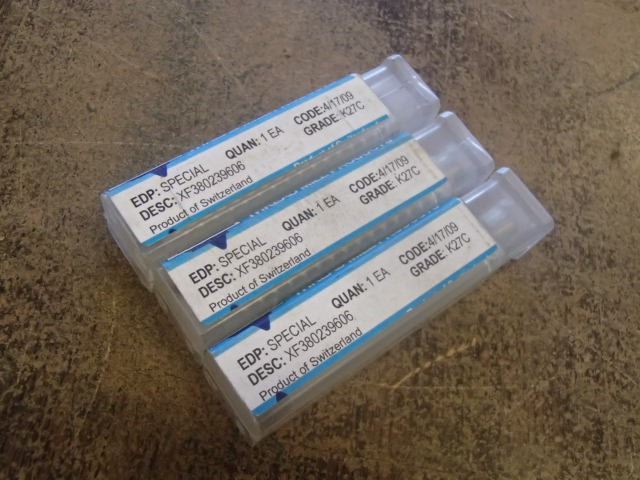 EDP: SPECIAL QUAN: 1 EA CODE:4/17/09
DESC: XF380239606 GRADE: K27C
Product of Switzerland
EDP: SPECIAL QUAN: 1 EA CODE:4/17/09
DESC: XF380239606 GRADE: K27C
Product of Switzerland
EDP: SPECIAL QUAN: 1 EA CODE:4/17/09
DESC: XF380239606 GRADE: K27C
Product of Switzerland